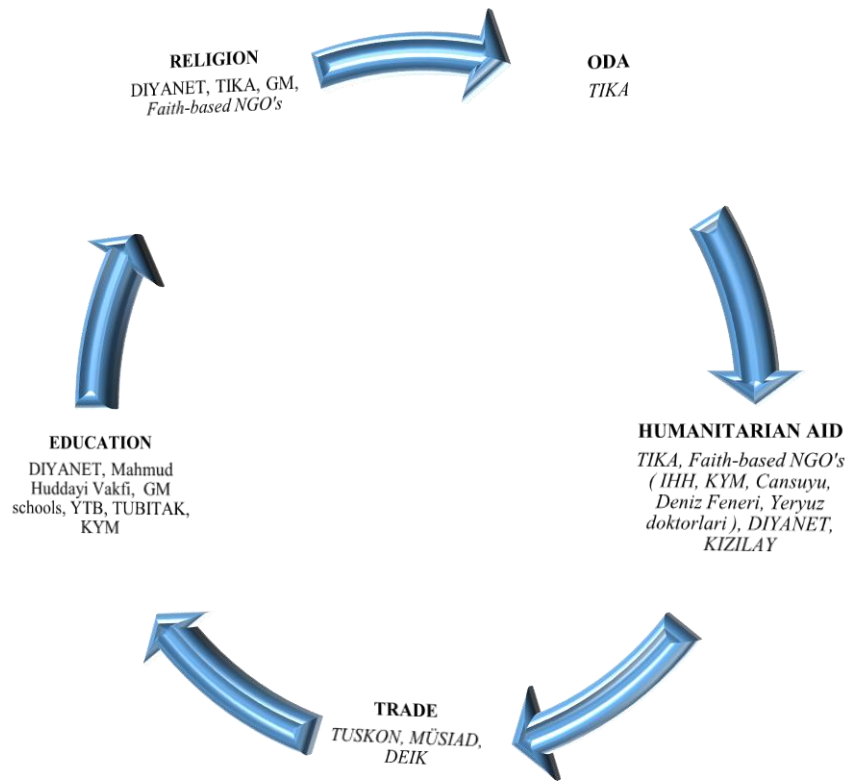 RELIGION
DIYANET, TIKA, GM,
Faith-based NGO's
ODA
TIKA
HUMANITARIAN AID
TIKA, Faith-based NGO's
( IHH, KYM, Cansuyu,
Deniz Feneri, Yeryuz
doktorlari ), DIYANET,
KIZILAY
TRADE
TUSKON, MÜSIAD,
DEIK
EDUCATION
DIYANET, Mahmud
Huddayi Vakfi, GM
schools, YTB, TUBITAK,
KYM